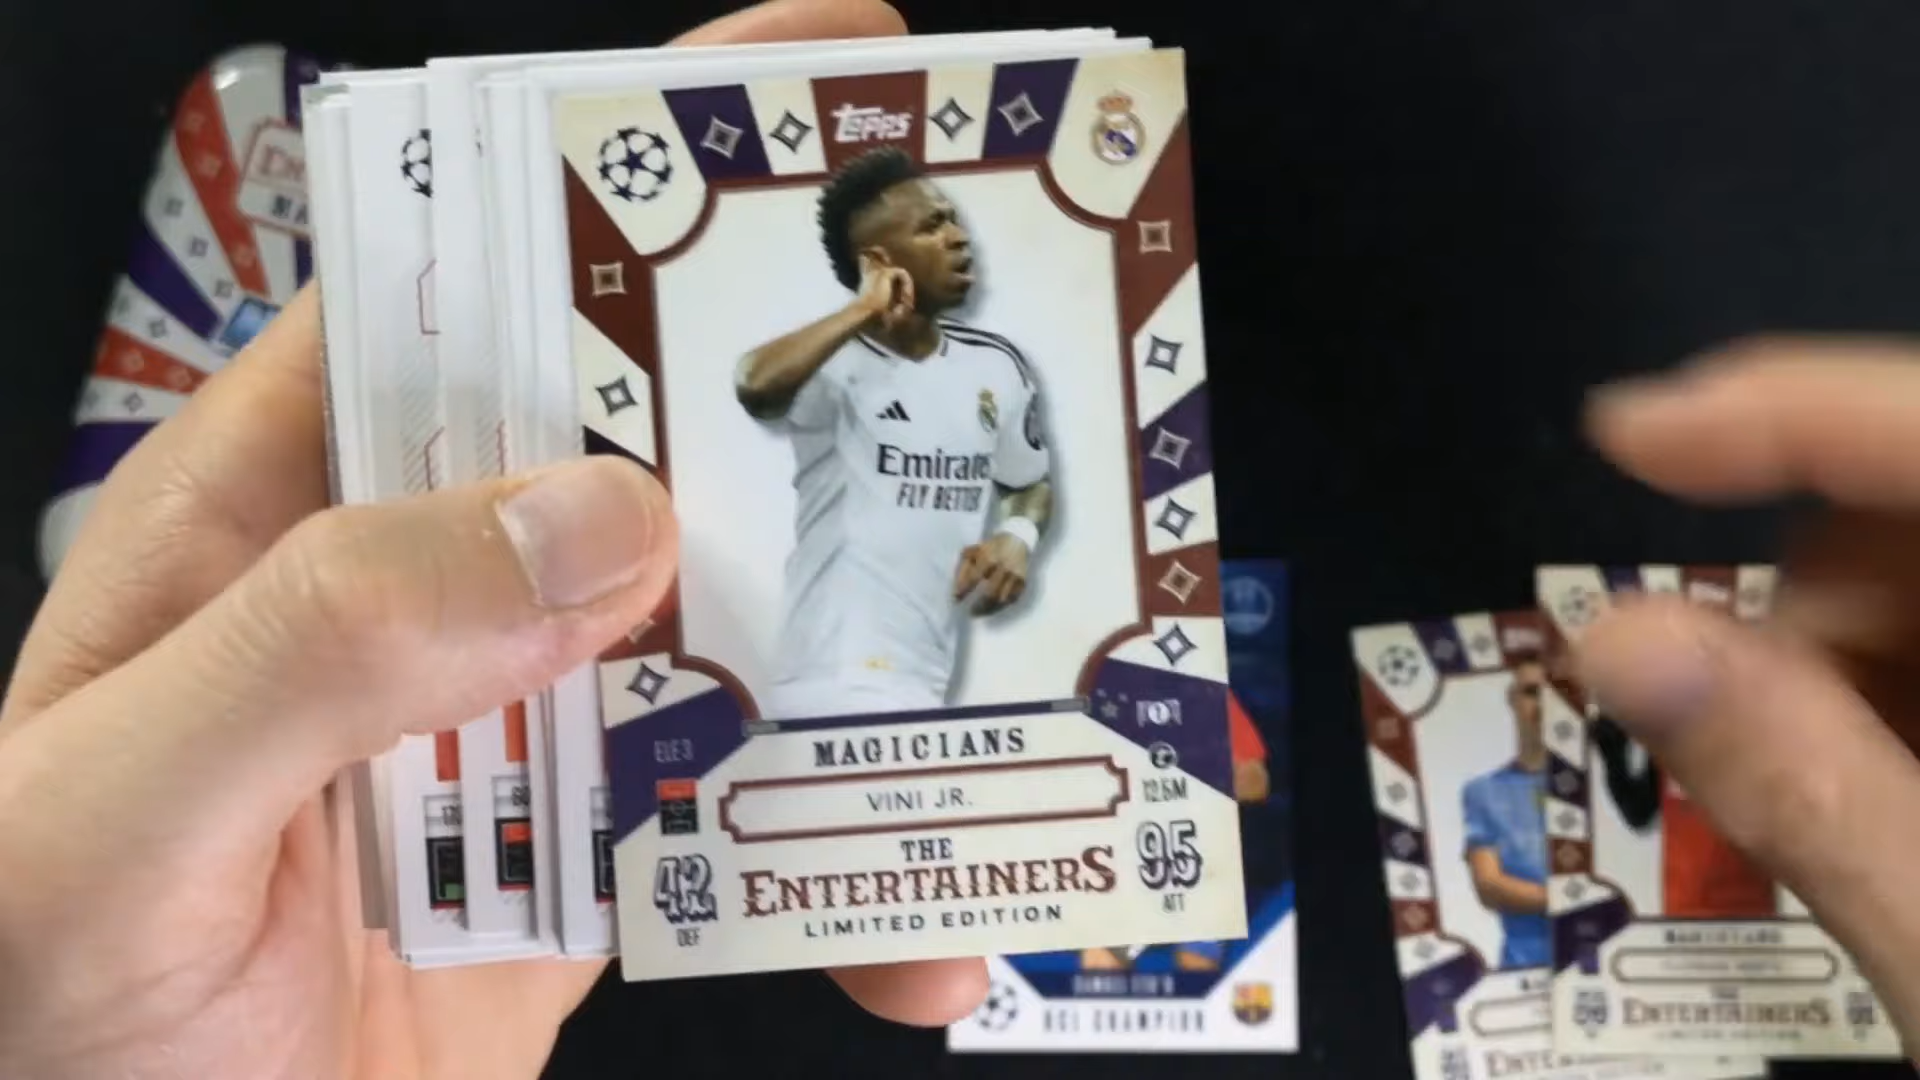 TOPPS
Emirates
FLY BETTER
ELE 3
MAGICIANS
VINI JR.
12.5M
THE
ENTERTAINERS
LIMITED EDITION
42
DEF
95
ATT
UCL CHAMPION
ENTERTAINERS
LIMITED EDITION